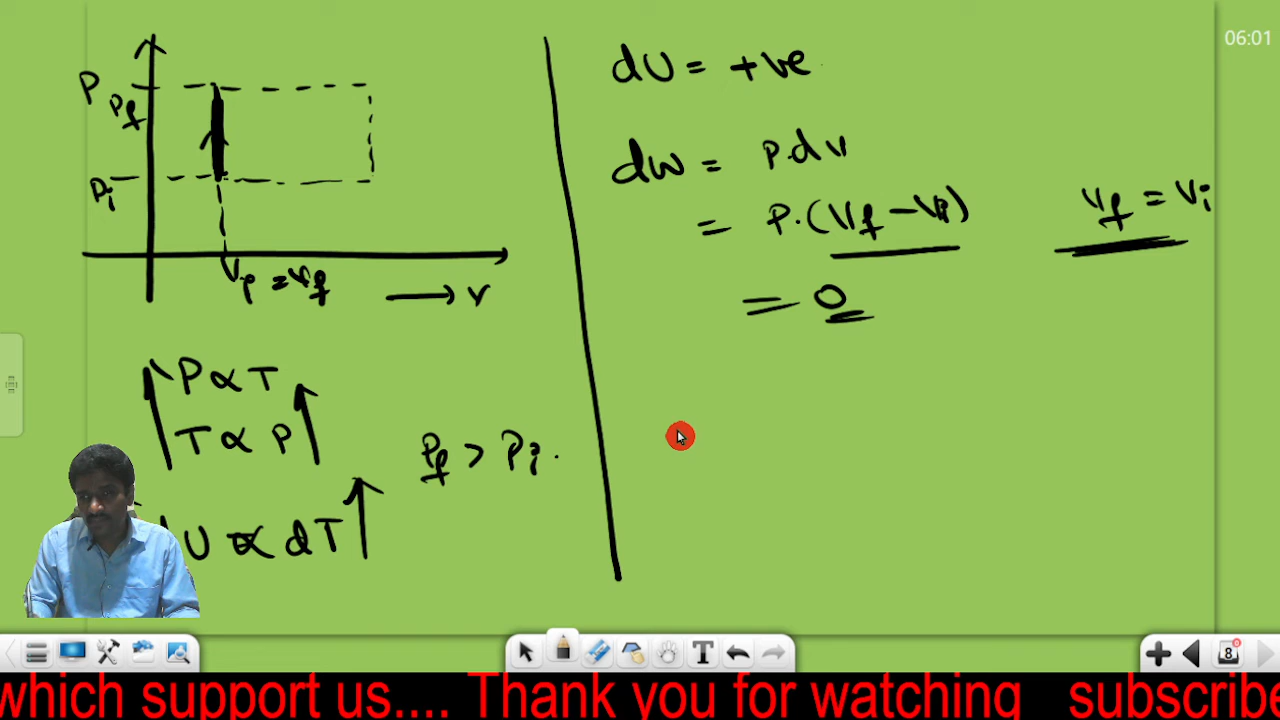 06:01
P
Pf
Pi
Vi = Vf
→ V
P ∝ T
T ∝ P
Pf > Pi.
dU ∝ dT
dU = +ve
dW = P.dV
= P.(Vf - Vi)
Vf = Vi
= 0
T
8
which support us.... Thank you for watching subscribe